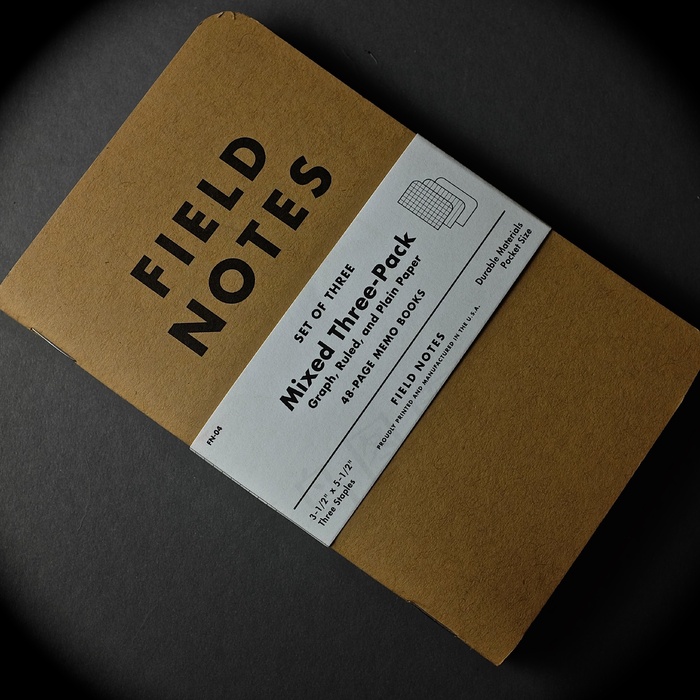 FIELD
NOTES
SET OF THREE
Mixed Three-Pack
Graph, Ruled, and Plain Paper
48-PAGE MEMO BOOKS
FIELD NOTES
PROUDLY PRINTED AND MANUFACTURED IN THE U.S.A.
FN-04
3-1/2" x 5-1/2"
Three Staples
Durable Materials
Pocket Size